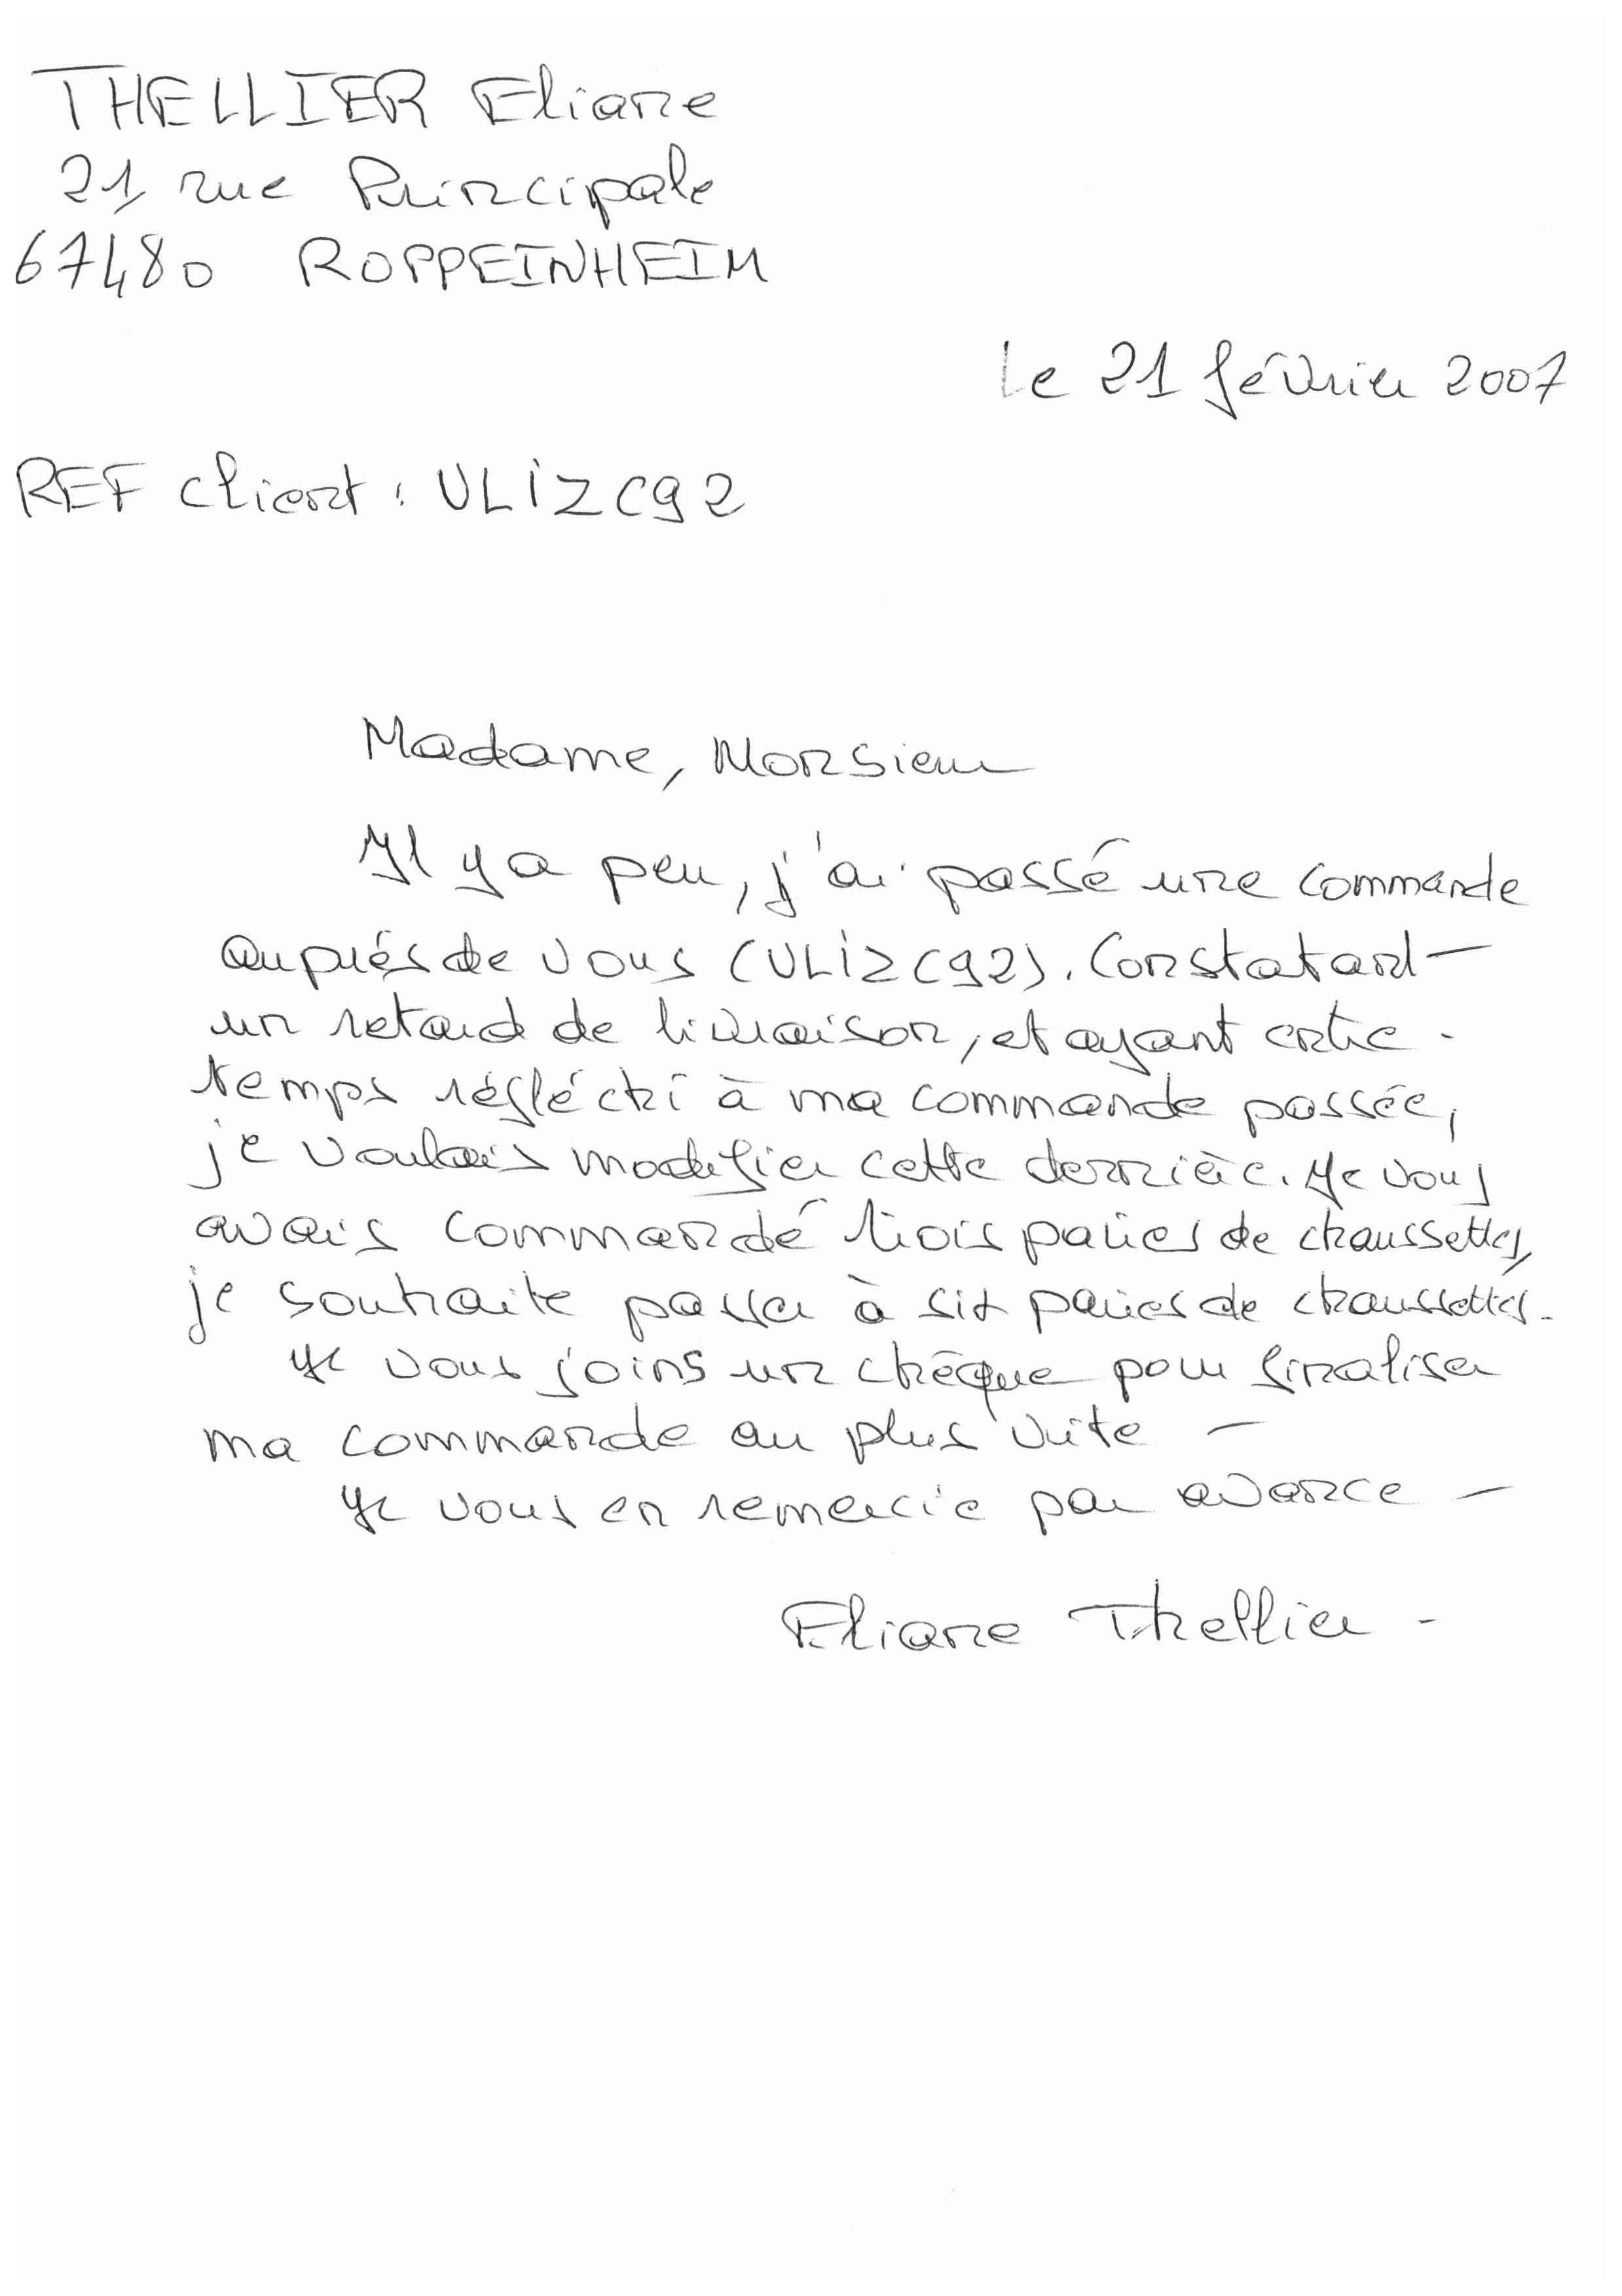 THELLIER Eliane
21 rue Principale
67480 ROPPEINHEIM
Le 21 février 2007
REF client : ULIZC92
Madame, Monsieur
Il y a peu, j'ai passé une commande
auprès de vous (ULIZC92). Constatant
un retard de livraison, et ayant entre-
temps réfléchi à ma commande passée,
je voulais modifier cette dernière. Je vous
avais commandé trois paires de chaussettes,
je souhaite passer à six paires de chaussettes.
Je vous joins un chèque pour finaliser
ma commande au plus vite -
Je vous en remercie par avance -
Eliane Thellier -